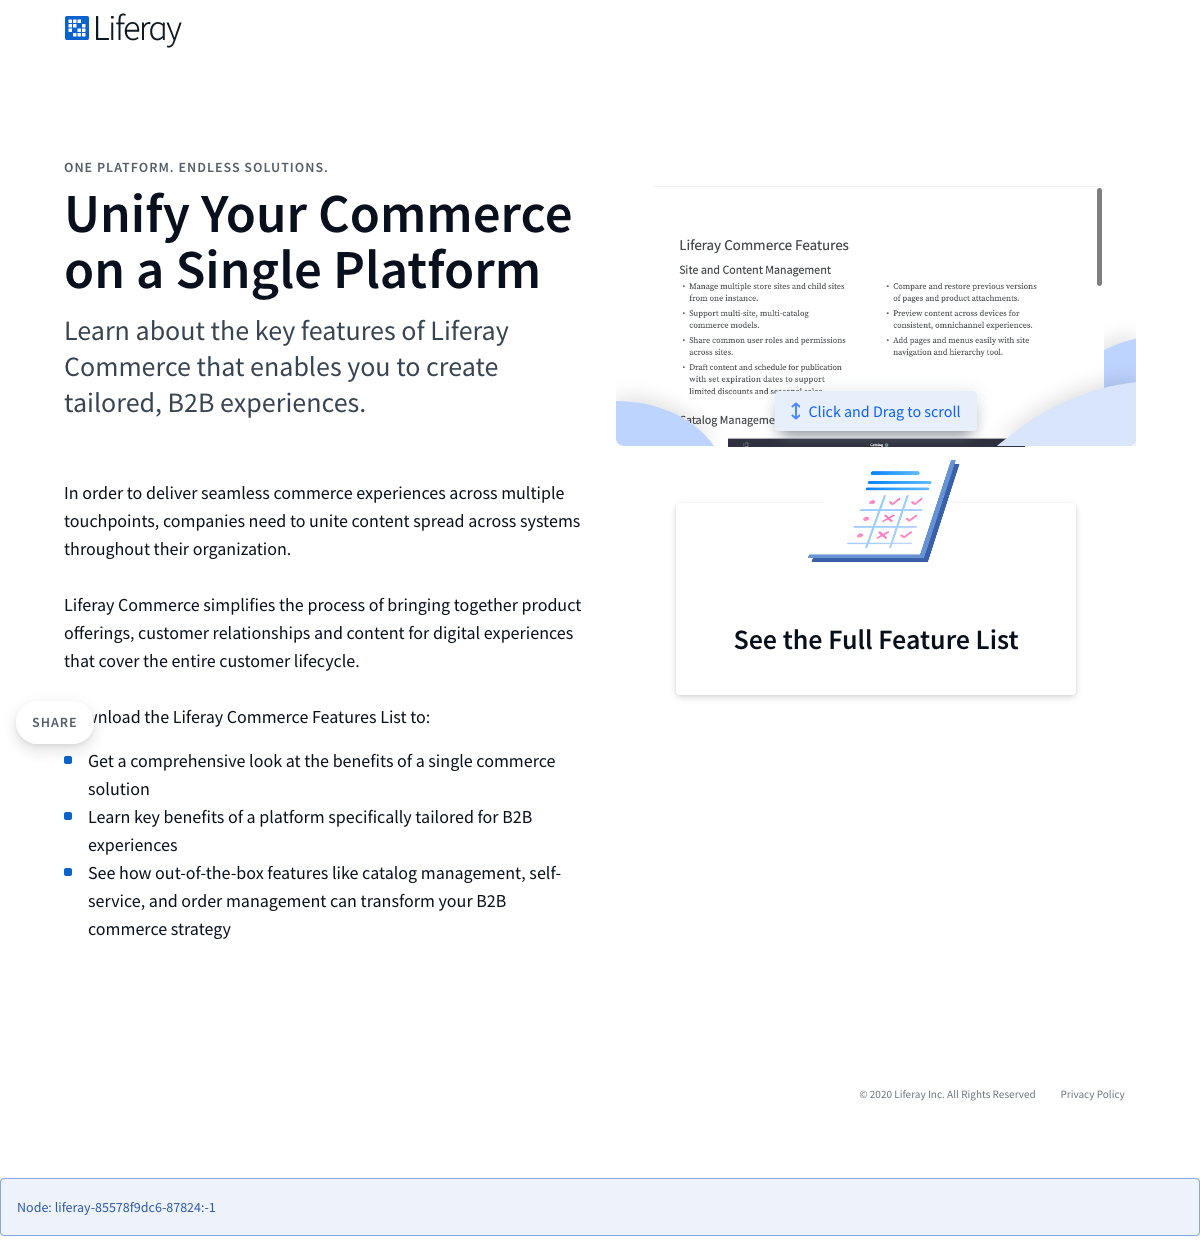 Liferay
ONE PLATFORM. ENDLESS SOLUTIONS.
Unify Your Commerce
on a Single Platform
Learn about the key features of Liferay
Commerce that enables you to create
tailored, B2B experiences.
In order to deliver seamless commerce experiences across multiple
touchpoints, companies need to unite content spread across systems
throughout their organization.
Liferay Commerce simplifies the process of bringing together product
offerings, customer relationships and content for digital experiences
that cover the entire customer lifecycle.
SHARE
wnload the Liferay Commerce Features List to:
Get a comprehensive look at the benefits of a single commerce
solution
Learn key benefits of a platform specifically tailored for B2B
experiences
See how out-of-the-box features like catalog management, self-
service, and order management can transform your B2B
commerce strategy
Liferay Commerce Features
Site and Content Management
• Manage multiple store sites and child sites
from one instance.
• Support multi-site, multi-catalog
commerce models.
• Share common user roles and permissions
across sites.
• Draft content and schedule for publication
with set expiration dates to support
limited discounts and seasonal sales.
• Compare and restore previous versions
of pages and product attachments.
• Preview content across devices for
consistent, omnichannel experiences.
• Add pages and menus easily with site
navigation and hierarchy tool.
Catalog Manageme
Click and Drag to scroll
Catalog
See the Full Feature List
© 2020 Liferay Inc. All Rights Reserved
Privacy Policy
Node: liferay-85578f9dc6-87824:-1